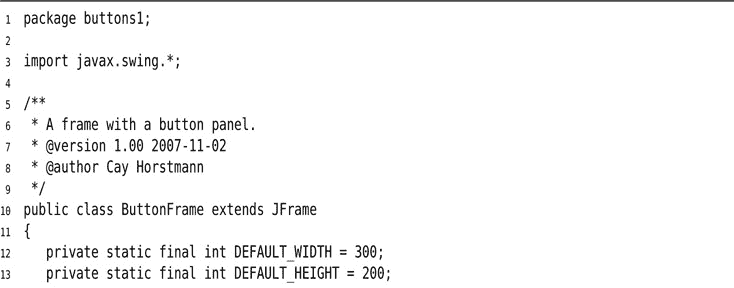 1 package buttons1;
2
3 import javax.swing.*;
4
5 /**
6  * A frame with a button panel.
7  * @version 1.00 2007-11-02
8  * @author Cay Horstmann
9  */
10 public class ButtonFrame extends JFrame
11 {
12    private static final int DEFAULT_WIDTH = 300;
13    private static final int DEFAULT_HEIGHT = 200;